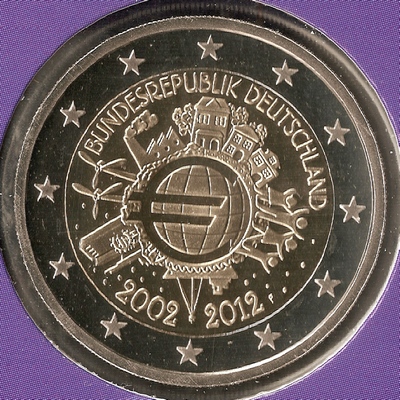 BUNDESREPUBLIK DEUTSCHLAND
2002 2012
F